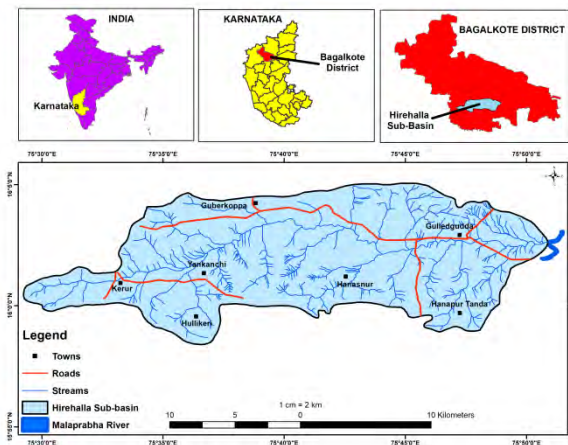 INDIA
Karnataka
KARNATAKA
Bagalkote
District
BAGALKOTE DISTRICT
Hirehalla
Sub-Basin
75°30'0" 75°35'0" 75°40'0" 75°45'0" 75°50'0"
Guberkoppa
Gulledgudda
Yenkanchi
Hanasnur
Kerur
Hullikeri
Hanapur Tanda
Legend
Towns
Roads
Streams
Hirehalla Sub-basin
Malaprabha River
1 cm = 2 km
10 5 0 10 Kilometers